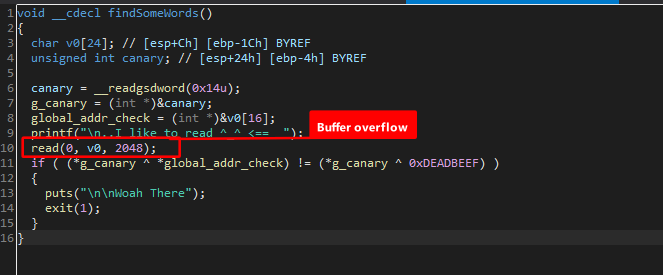 1 void __cdecl findSomeWords()
2 {
3 char v0[24]; // [esp+Ch] [ebp-1Ch] BYREF
4 unsigned int canary; // [esp+24h] [ebp-4h] BYREF
5
6 canary = __readgsdword(0x14u);
7 g_canary = (int *)&canary;
8 global_addr_check = (int *)&v0[16];
9 printf("\n..I like to read ^_^ <== ");
Buffer overflow
10 read(0, v0, 2048);
11 if ( (*g_canary ^ *global_addr_check) != (*g_canary ^ 0xDEADBEEF) )
12 {
13 puts("\n\nWoah There");
14 exit(1);
15 }
16 }